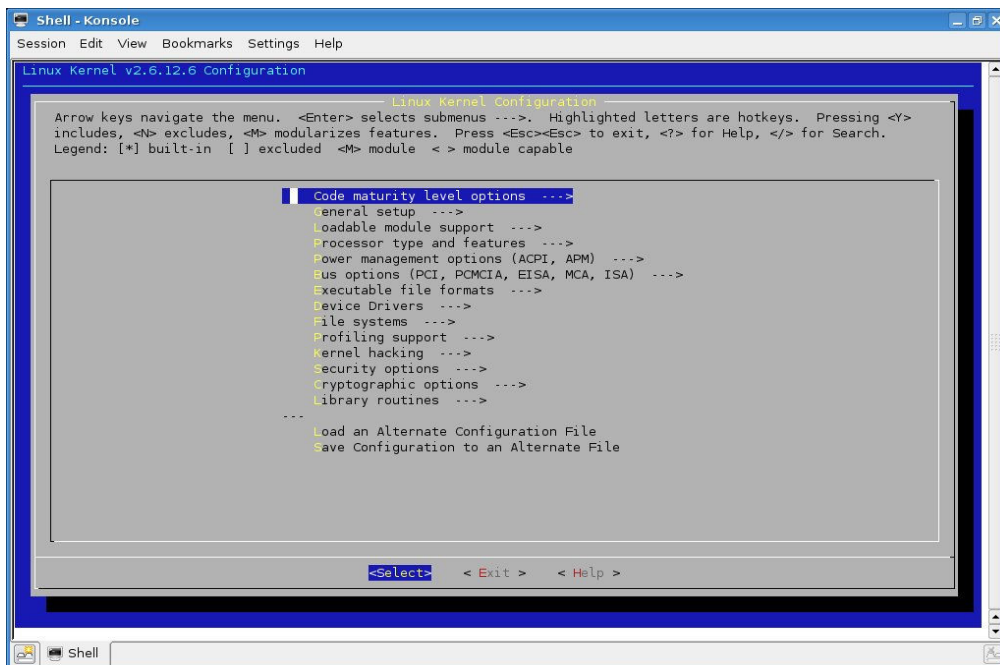 Shell - Konsole
Session Edit View Bookmarks Settings Help
Linux Kernel v2.6.12.6 Configuration
Linux Kernel Configuration
Arrow keys navigate the menu. <Enter> selects submenus --->. Highlighted letters are hotkeys. Pressing <Y>
includes, <N> excludes, <M> modularizes features. Press <Esc><Esc> to exit, <?> for Help, </> for Search.
Legend: [*] built-in [ ] excluded <M> module < > module capable
Code maturity level options --->
General setup --->
Loadable module support --->
Processor type and features --->
Power management options (ACPI, APM) --->
Bus options (PCI, PCMCIA, EISA, MCA, ISA) --->
Executable file formats --->
Device Drivers --->
File systems --->
Profiling support --->
Kernel hacking --->
Security options --->
Cryptographic options --->
Library routines --->
---
Load an Alternate Configuration File
Save Configuration to an Alternate File
<Select> < Exit > < Help >
Shell